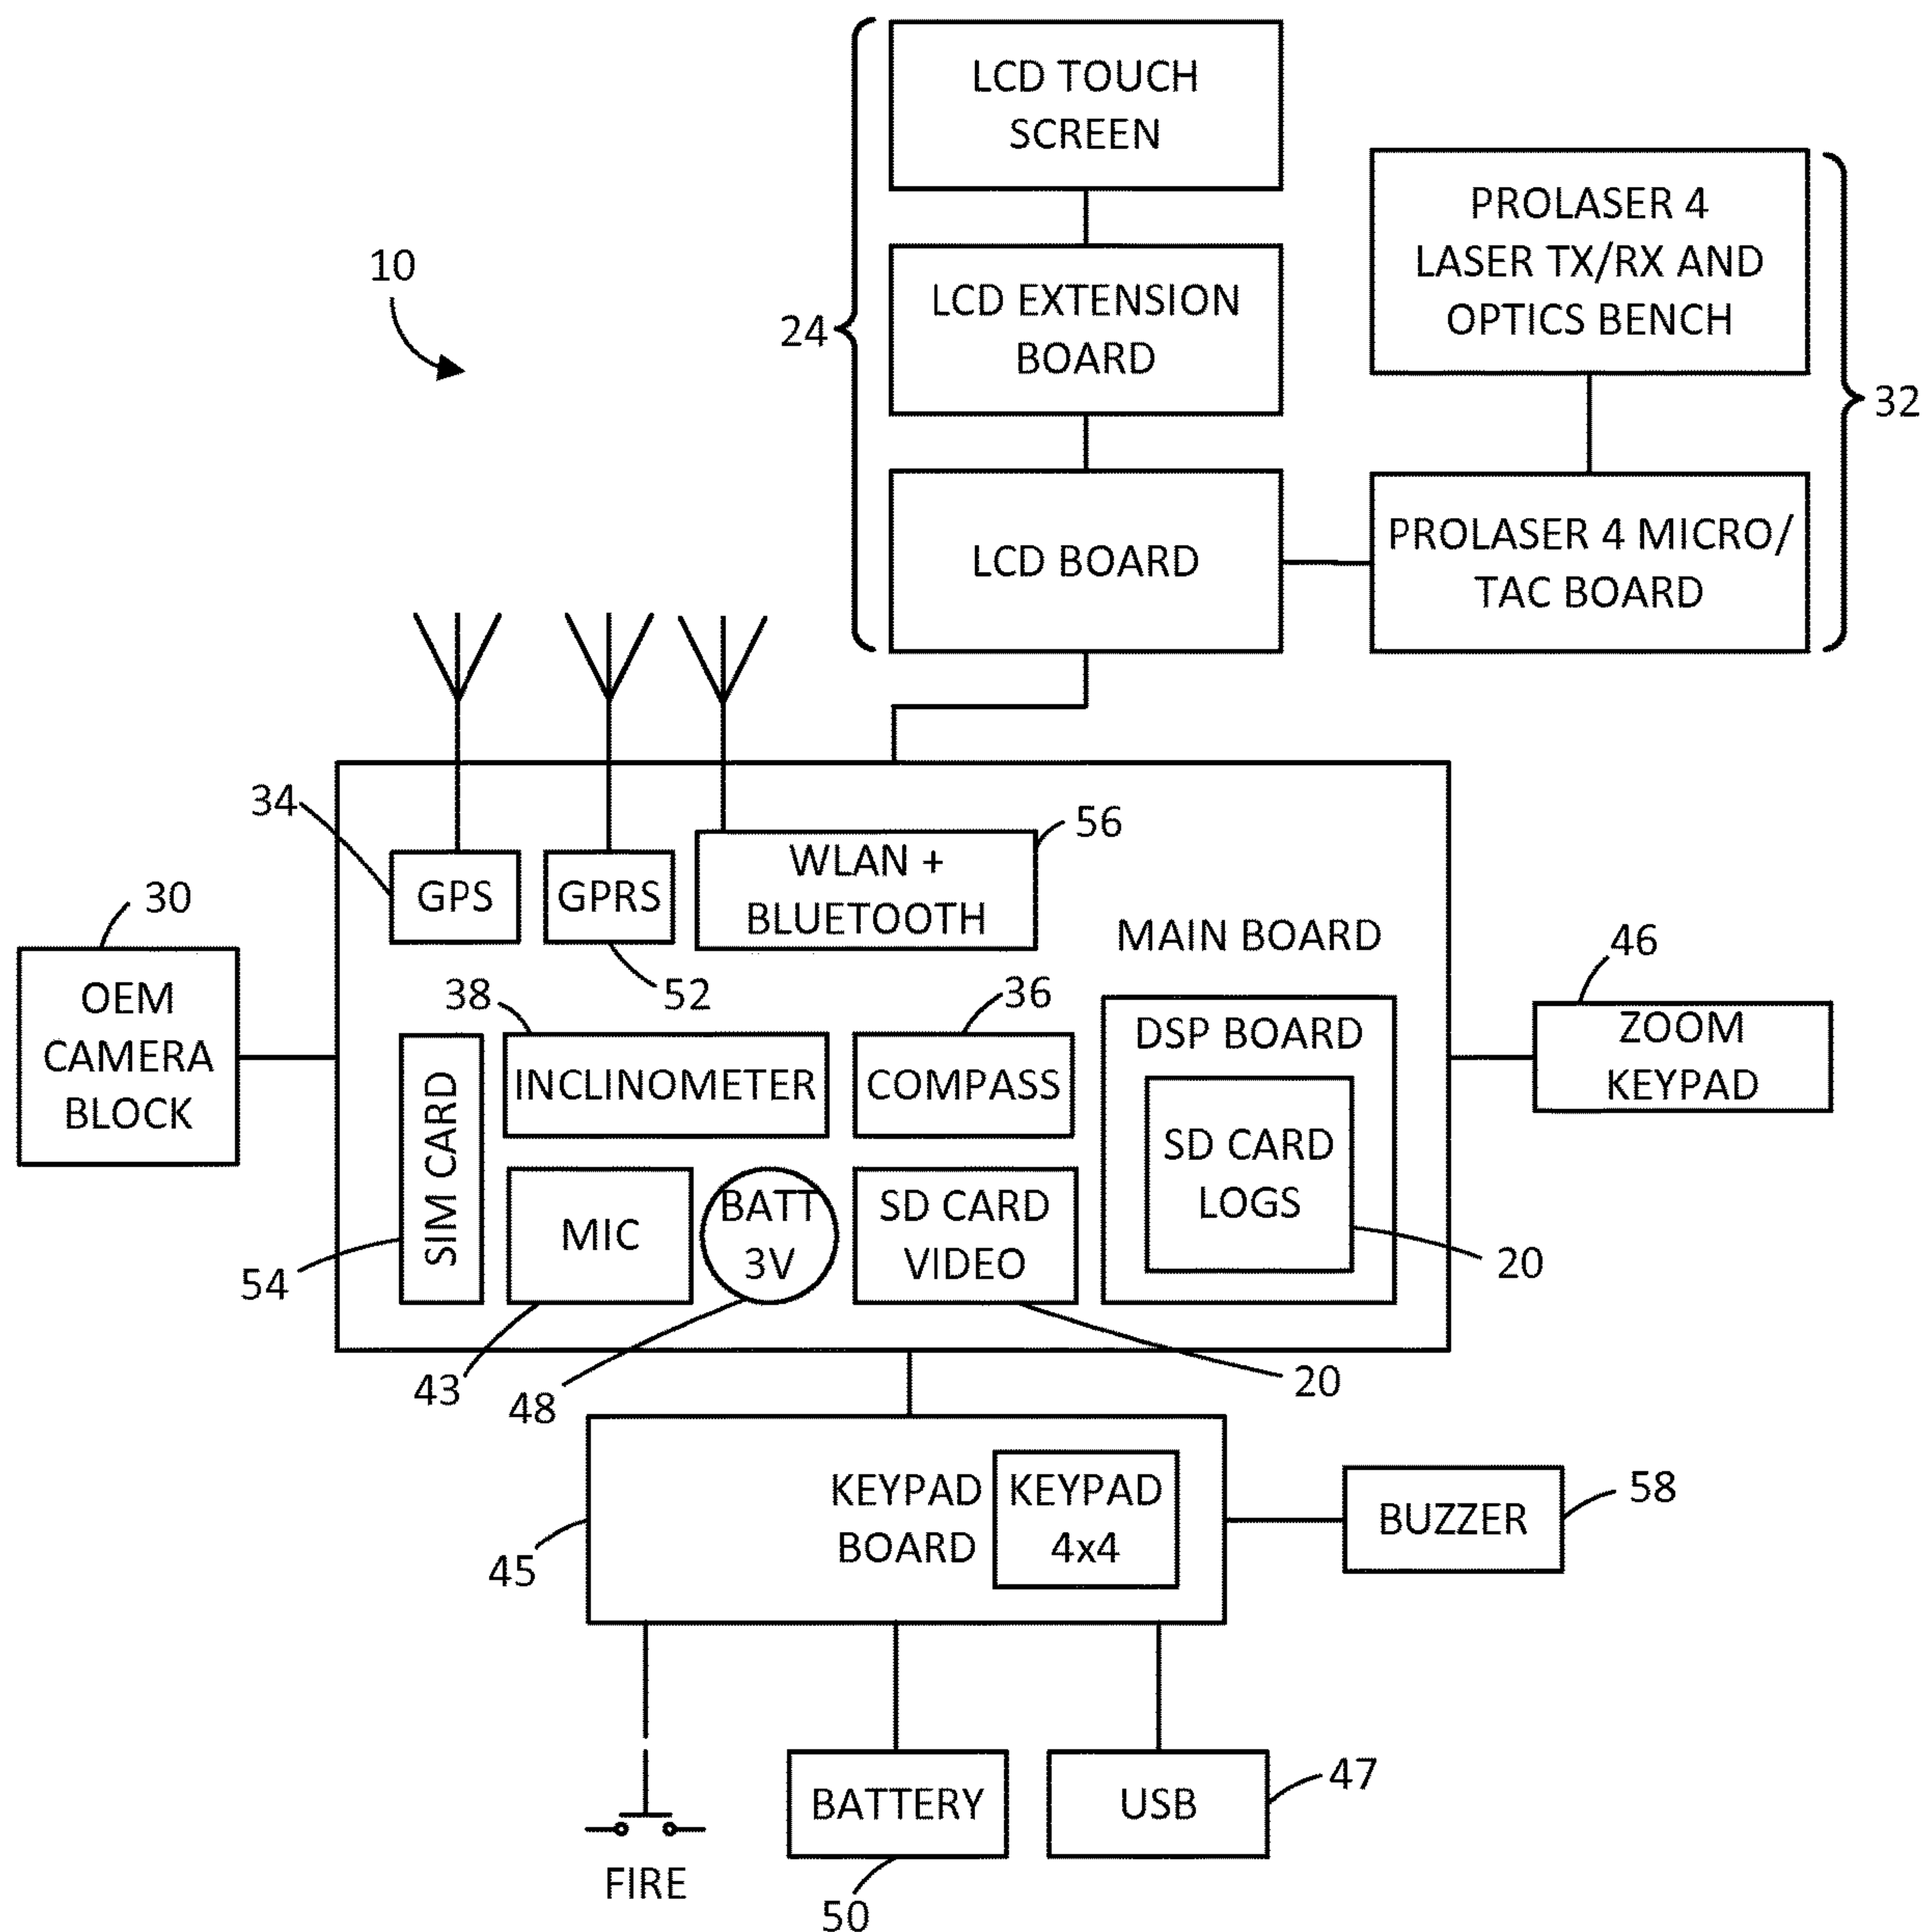 LCD TOUCH
SCREEN
PROLASER 4
LASER TX/RX AND
OPTICS BENCH
10
24
LCD EXTENSION
BOARD
32
LCD BOARD
PROLASER 4 MICRO/
TAC BOARD
34
56
GPS
GPRS
WLAN +
BLUETOOTH
30
52
MAIN BOARD
46
OEM
CAMERA
BLOCK
38
36
INCLINOMETER
COMPASS
DSP BOARD
SD CARD
LOGS
ZOOM
KEYPAD
SIM CARD
MIC
BATT
3V
SD CARD
VIDEO
20
54
43
48
20
KEYPAD
BOARD
KEYPAD
4x4
45
BUZZER
58
FIRE
BATTERY
USB
47
50